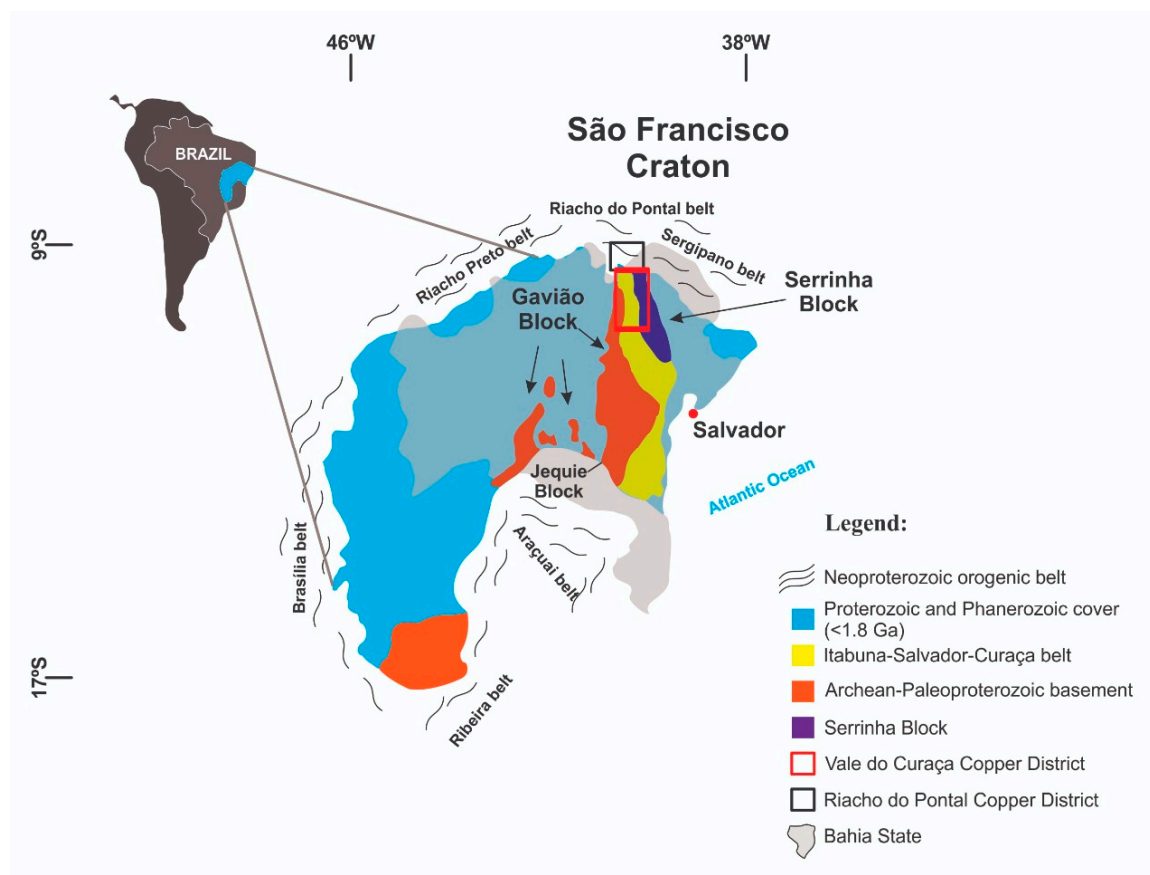 46ºW
38ºW
São Francisco
Craton
BRAZIL
Riacho do Pontal belt
9ºS
Riacho Preto belt
Sergipano belt
Serrinha
Block
Gavião
Block
Salvador
Jequie
Block
Atlantic Ocean
Brasília belt
Araçuai belt
17ºS
Ribeira belt
Legend:
Neoproterozoic orogenic belt
Proterozoic and Phanerozoic cover
(<1.8 Ga)
Itabuna-Salvador-Curaça belt
Archean-Paleoproterozoic basement
Serrinha Block
Vale do Curaça Copper District
Riacho do Pontal Copper District
Bahia State